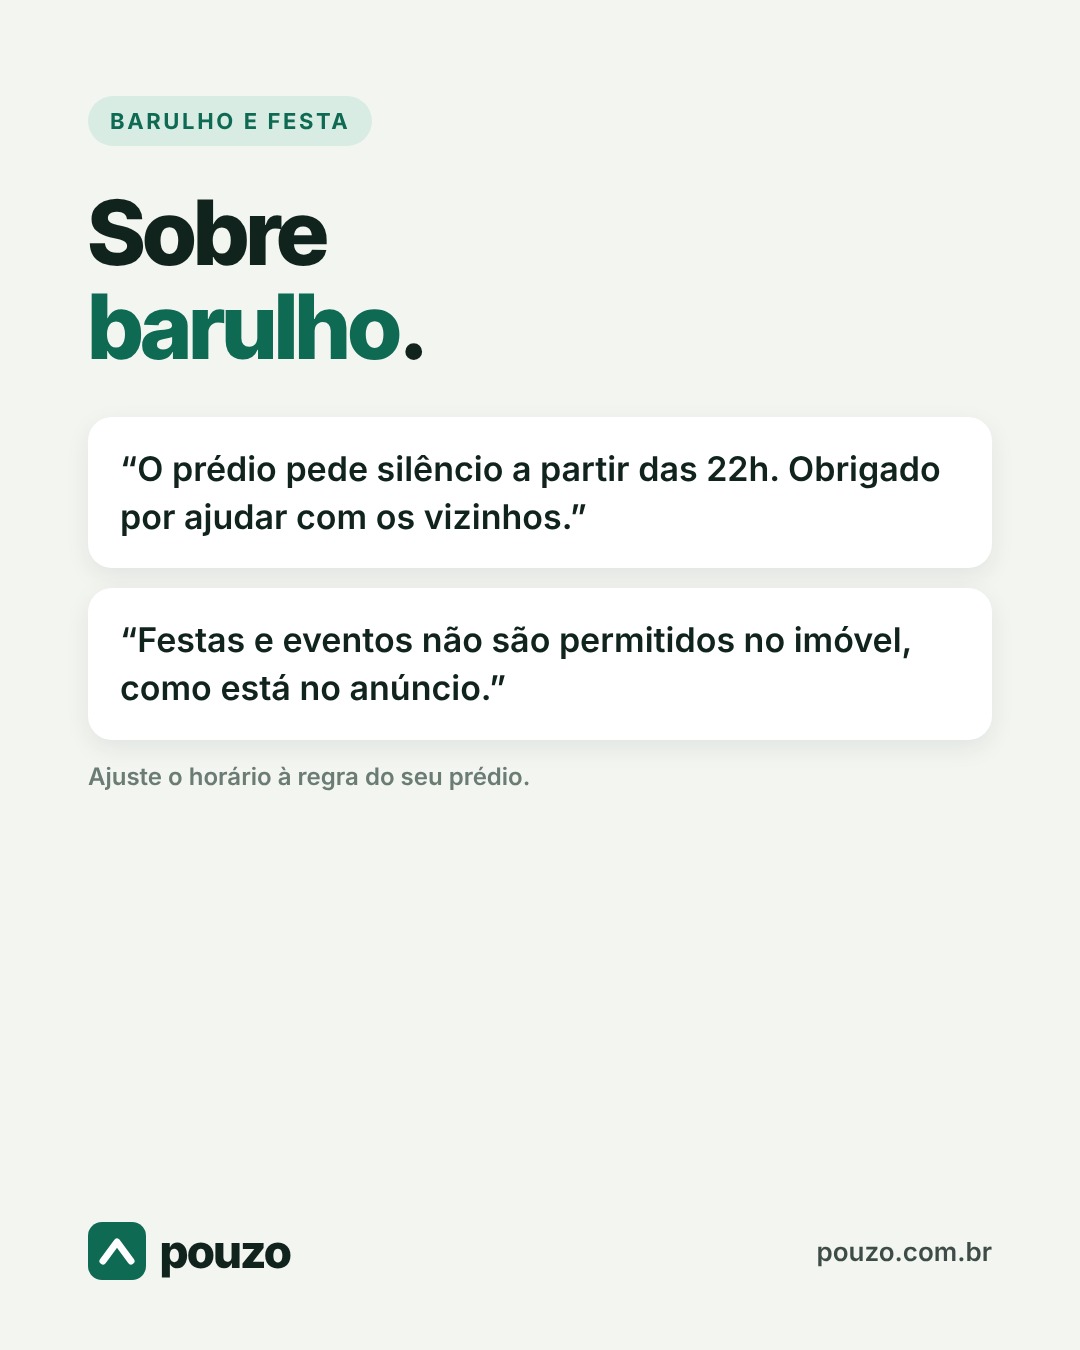 BARULHO E FESTA
Sobre
barulho.
“O prédio pede silêncio a partir das 22h. Obrigado
por ajudar com os vizinhos.”
“Festas e eventos não são permitidos no imóvel,
como está no anúncio.”
Ajuste o horário à regra do seu prédio.
pouzo
pouzo.com.br